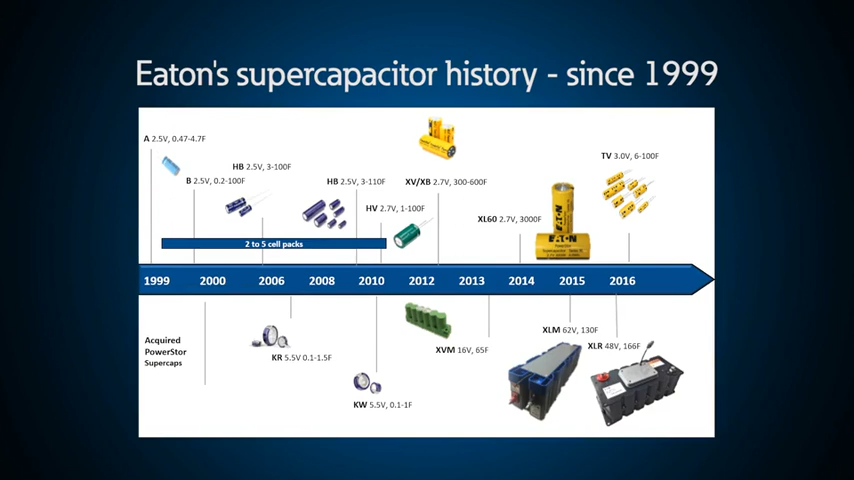 Eaton's supercapacitor history - since 1999
A 2.5V, 0.47-4.7F
HB 2.5V, 3-100F
B 2.5V, 0.2-100F
HB 2.5V, 3-110F
XV/XB 2.7V, 300-600F
TV 3.0V, 6-100F
HV 2.7V, 1-100F
XL60 2.7V, 3000F
EATON
EATON
2 to 5 cell packs
1999 2000 2006 2008 2010 2012 2013 2014 2015 2016
Acquired
PowerStor
Supercaps
KR 5.5V 0.1-1.5F
KW 5.5V, 0.1-1F
XVM 16V, 65F
XLM 62V, 130F
XLR 48V, 166F